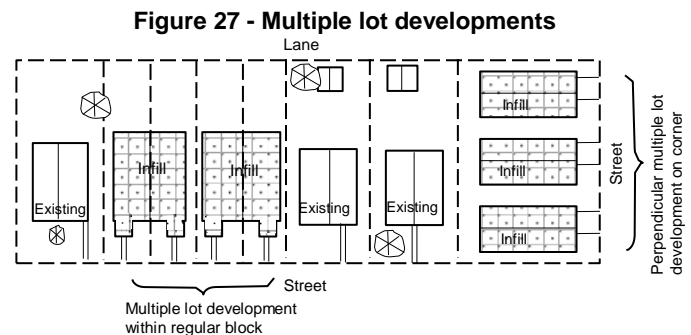 Figure 27 - Multiple lot developments
Lane
Infill
Infill
Infill
Existing
Infill
Existing
Existing
Infill
Street
Perpendicular multiple lot
development on corner
Street
Multiple lot development
within regular block